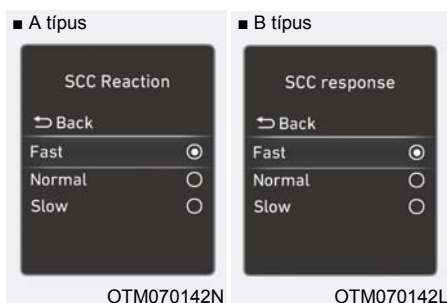 ■ A típus
SCC Reaction
Back
Fast
Normal
Slow
OTM070142N
■ B típus
SCC response
Back
Fast
Normal
Slow
OTM070142L